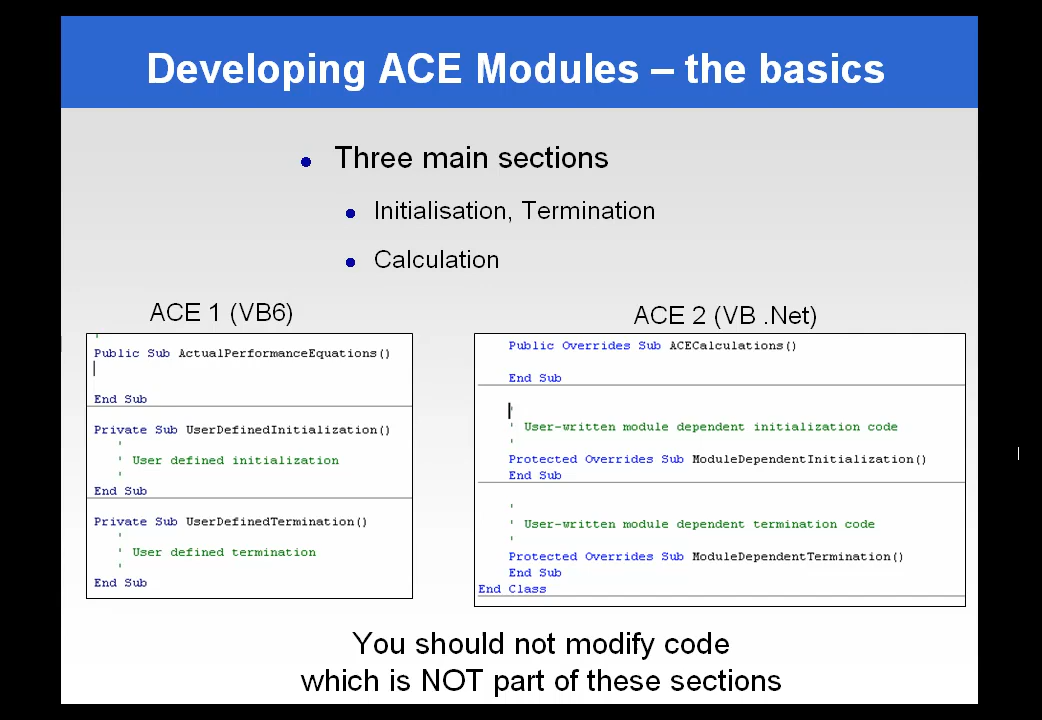 Developing ACE Modules – the basics
Three main sections
Initialisation, Termination
Calculation
ACE 1 (VB6)
'
Public Sub ActualPerformanceEquations()
End Sub
Private Sub UserDefinedInitialization()
'
' User defined initialization
'
End Sub
Private Sub UserDefinedTermination()
'
' User defined termination
'
End Sub
ACE 2 (VB .Net)
Public Overrides Sub ACECalculations()
End Sub
'
' User-written module dependent initialization code
'
Protected Overrides Sub ModuleDependentInitialization()
End Sub
'
' User-written module dependent termination code
'
Protected Overrides Sub ModuleDependentTermination()
End Sub
End Class
You should not modify code
which is NOT part of these sections